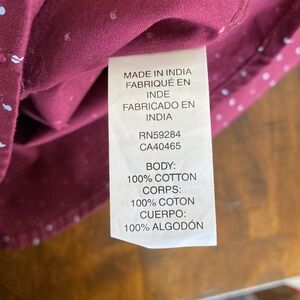 MADE IN INDIA
FABRIQUÉ EN
INDE
FABRICADO EN
INDIA
RN59284
CA40465
BODY:
100% COTTON
CORPS:
100% COTON
CUERPO:
100% ALGODÓN